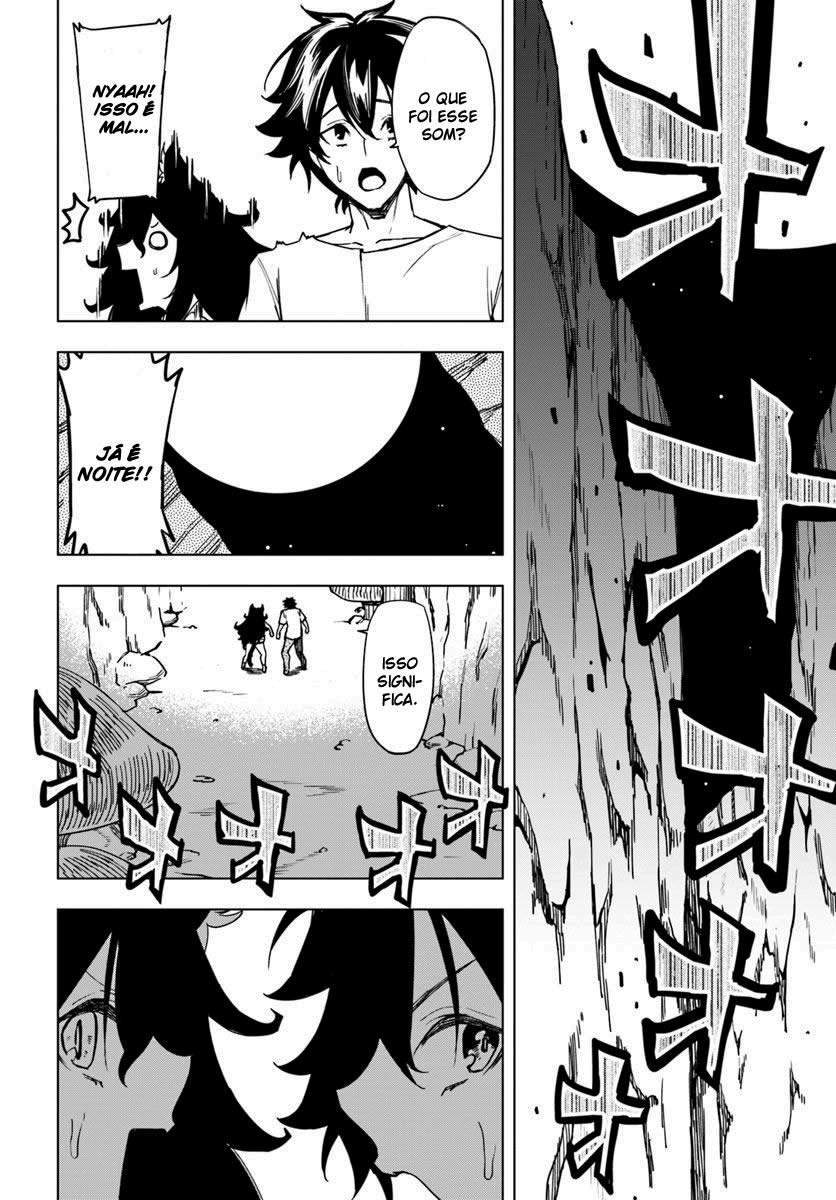 オオオオオ
O QUE
FOI ESSE
SOM?
NYAAH!
ISSO É
MAL...
JÁ É
NOITE!!
ISSO
SIGNI-
FICA.
オオオオオ